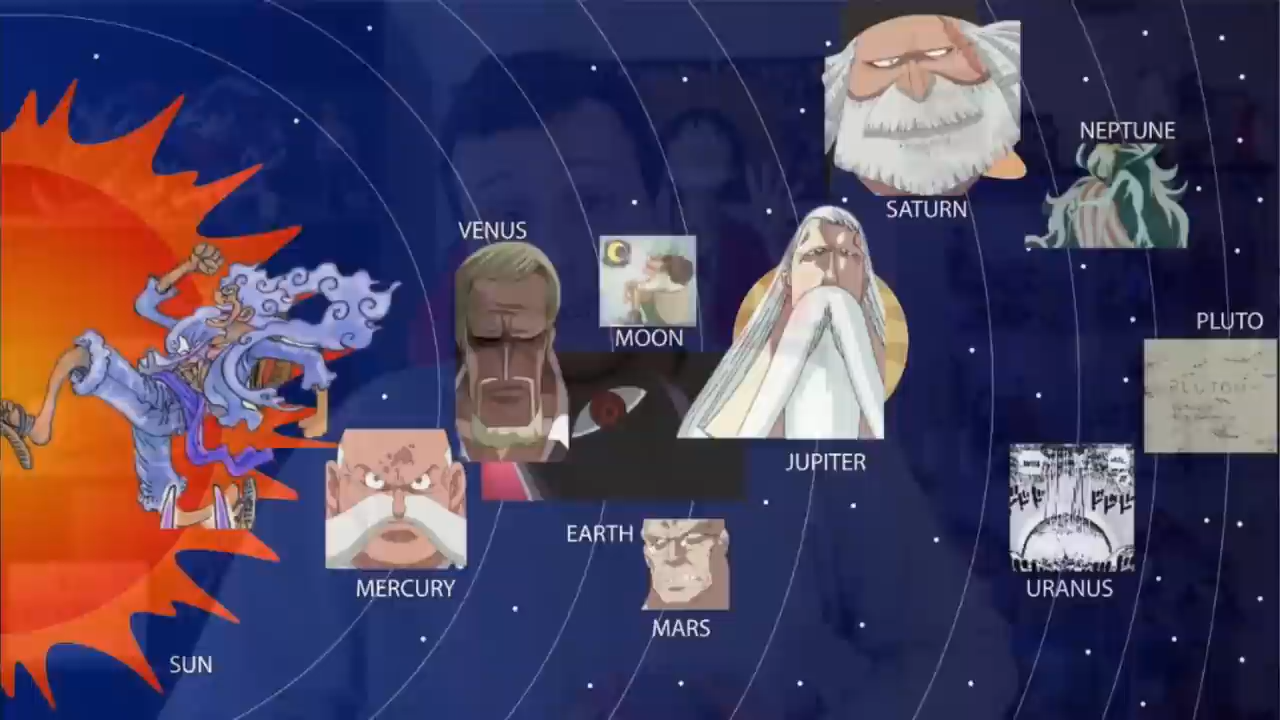 NEPTUNE
SATURN
VENUS
PLUTO
MOON
JUPITER
EARTH
MERCURY
URANUS
MARS
SUN